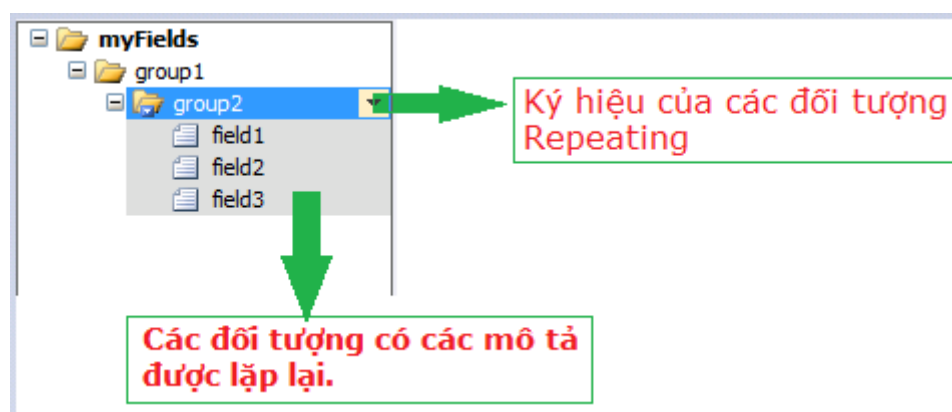 myFields
group1
group2
Ký hiệu của các đối tượng
Repeating
field1
field2
field3
Các đối tượng có các mô tả
được lặp lại.